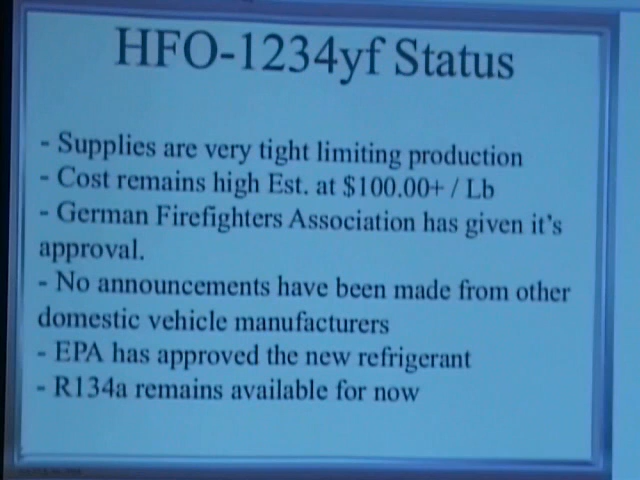 HFO-1234yf Status
- Supplies are very tight limiting production
- Cost remains high Est. at $100.00+ / Lb
- German Firefighters Association has given it's
approval.
- No announcements have been made from other
domestic vehicle manufacturers
- EPA has approved the new refrigerant
- R134a remains available for now